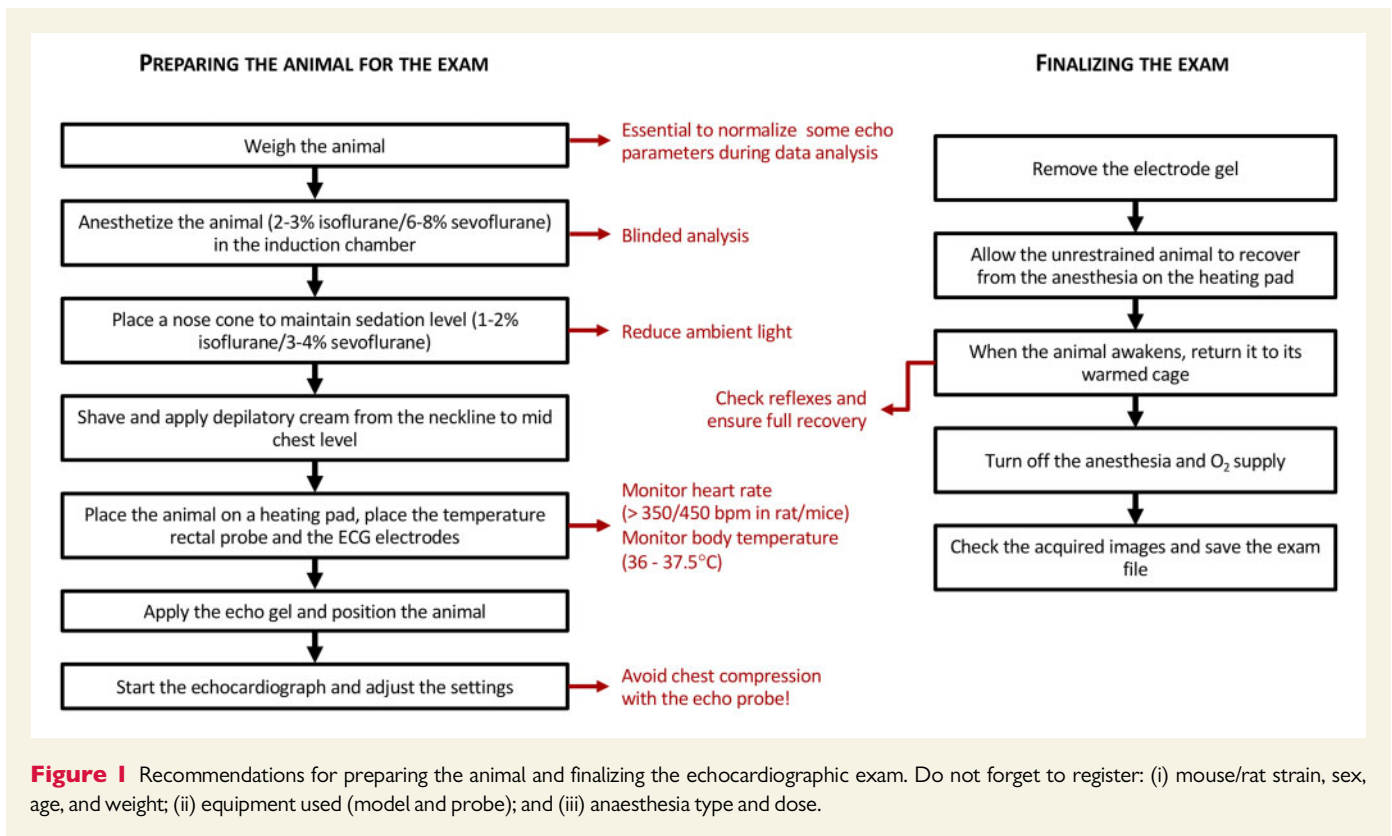 PREPARING THE ANIMAL FOR THE EXAM
Weigh the animal
Essential to normalize some echo
parameters during data analysis
Anesthetize the animal (2-3% isoflurane/6-8% sevoflurane)
in the induction chamber
Blinded analysis
Place a nose cone to maintain sedation level (1-2%
isoflurane/3-4% sevoflurane)
Reduce ambient light
Shave and apply depilatory cream from the neckline to mid
chest level
Place the animal on a heating pad, place the temperature
rectal probe and the ECG electrodes
Monitor heart rate
(> 350/450 bpm in rat/mice)
Monitor body temperature
(36 - 37.5°C)
Apply the echo gel and position the animal
Start the echocardiograph and adjust the settings
Avoid chest compression
with the echo probe!
FINALIZING THE EXAM
Remove the electrode gel
Allow the unrestrained animal to recover
from the anesthesia on the heating pad
When the animal awakens, return it to its
warmed cage
Check reflexes and
ensure full recovery
Turn off the anesthesia and O₂ supply
Check the acquired images and save the exam
file
Figure 1 Recommendations for preparing the animal and finalizing the echocardiographic exam. Do not forget to register: (i) mouse/rat strain, sex,
age, and weight; (ii) equipment used (model and probe); and (iii) anaesthesia type and dose.